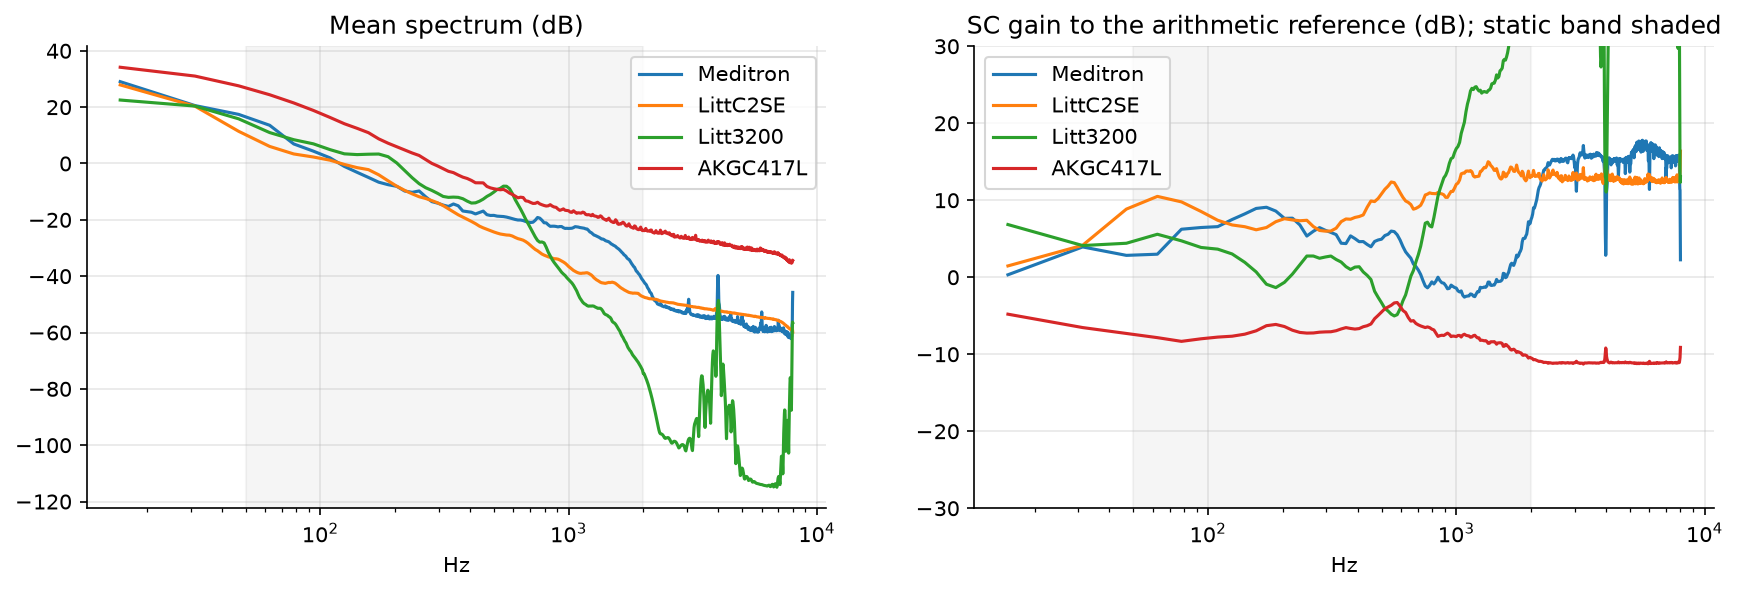 Mean spectrum (dB)
40
20
0
−20
−40
−60
−80
−100
−120
10²
10³
10⁴
Hz
Meditron
LittC2SE
Litt3200
AKGC417L
SC gain to the arithmetic reference (dB); static band shaded
30
20
10
0
−10
−20
−30
10²
10³
10⁴
Hz
Meditron
LittC2SE
Litt3200
AKGC417L